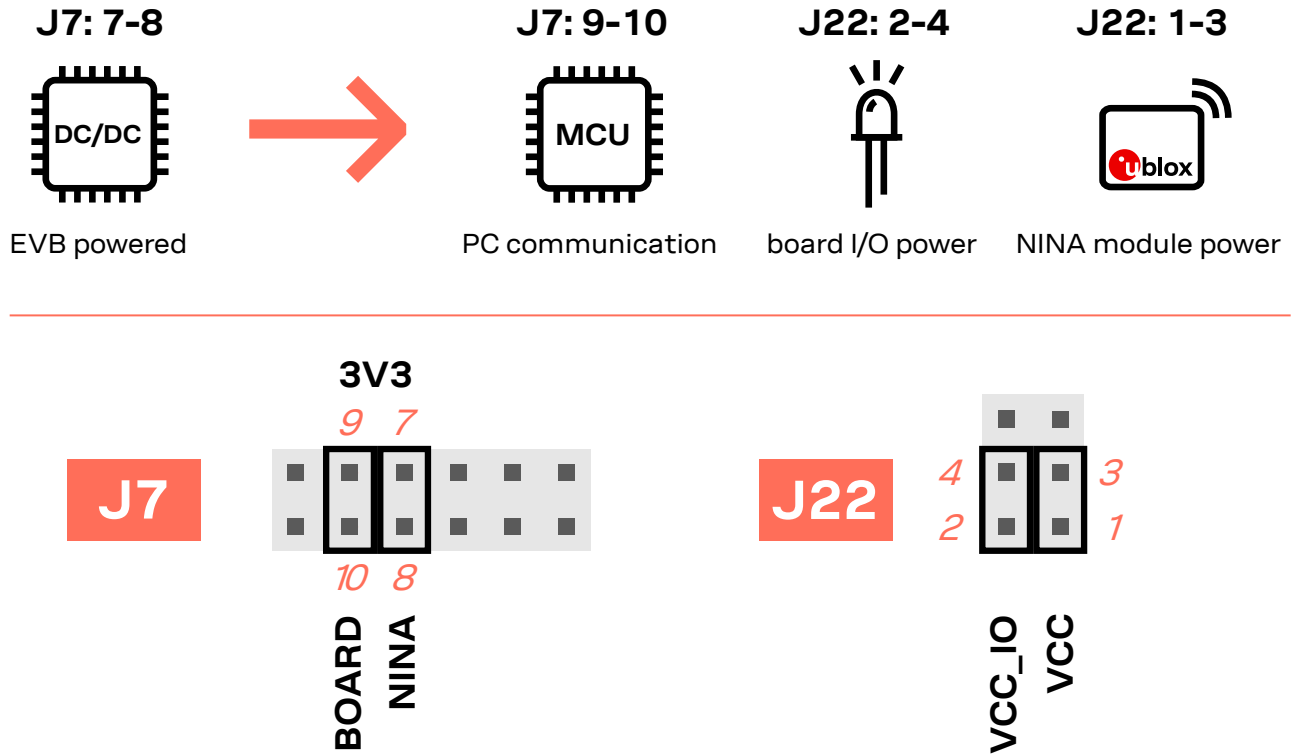 J7: 7-8
J7: 9-10
J22: 2-4
J22: 1-3
DC/DC
MCU
ublox
EVB powered
PC communication
board I/O power
NINA module power
3V3
9 7
J7
10 8
BOARD
NINA
J22
4 3
2 1
VCC_IO
VCC